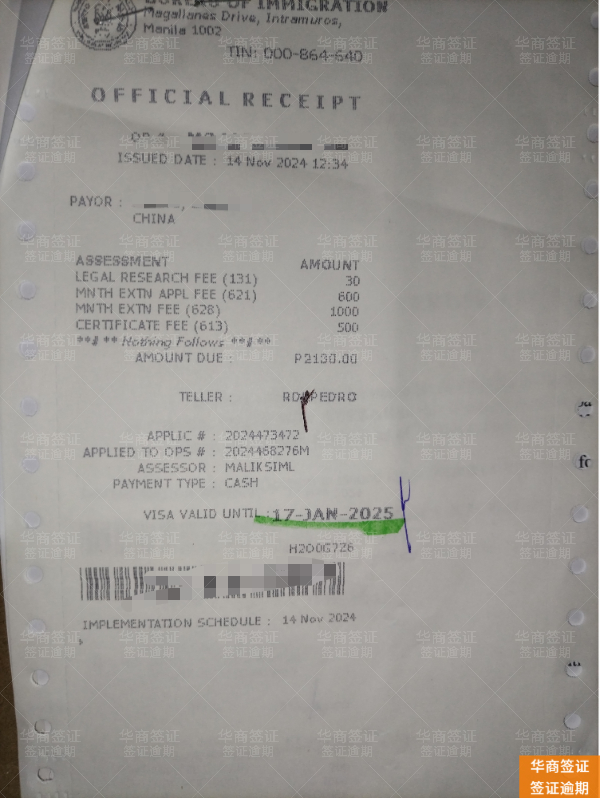 BUREAU OF IMMIGRATION
Magallanes Drive, Intramuros,
Manila 1002
TIN: 000-864-640
OFFICIAL RECEIPT
OR # :
ISSUED DATE : 14 Nov 2024 12:34
PAYOR :
CHINA
ASSESSMENT AMOUNT
LEGAL RESEARCH FEE (131) 30
MNTH EXTN APPL FEE (621) 600
MNTH EXTN FEE (628) 1000
CERTIFICATE FEE (613) 500
**# ** Nothing Follows **# **
AMOUNT DUE : P2130.00
TELLER :
APPLIC # : 2024473472
APPLIED TO OPS # : 2024468276M
ASSESSOR : MALIKSIML
PAYMENT TYPE : CASH
VISA VALID UNTIL : 17-JAN-2025
H200G726
IMPLEMENTATION SCHEDULE : 14 Nov 2024
华商签证
签证逾期